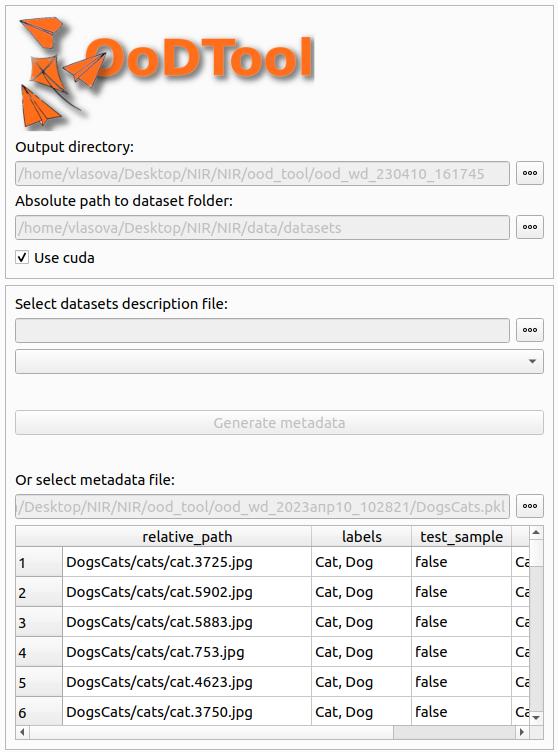 OoDTool
Output directory:
/home/vlasova/Desktop/NIR/NIR/ood_tool/ood_wd_230410_161745
Absolute path to dataset folder:
/home/vlasova/Desktop/NIR/NIR/data/datasets
Use cuda
Select datasets description file:
Generate metadata
Or select metadata file:
/Desktop/NIR/NIR/ood_tool/ood_wd_2023апр10_102821/DogsCats.pkl
relative_path labels test_sample
1 DogsCats/cats/cat.3725.jpg Cat, Dog false Ca
2 DogsCats/cats/cat.5902.jpg Cat, Dog false Ca
3 DogsCats/cats/cat.5883.jpg Cat, Dog false Ca
4 DogsCats/cats/cat.753.jpg Cat, Dog false Ca
5 DogsCats/cats/cat.4623.jpg Cat, Dog false Ca
6 DogsCats/cats/cat.3750.jpg Cat, Dog false Ca